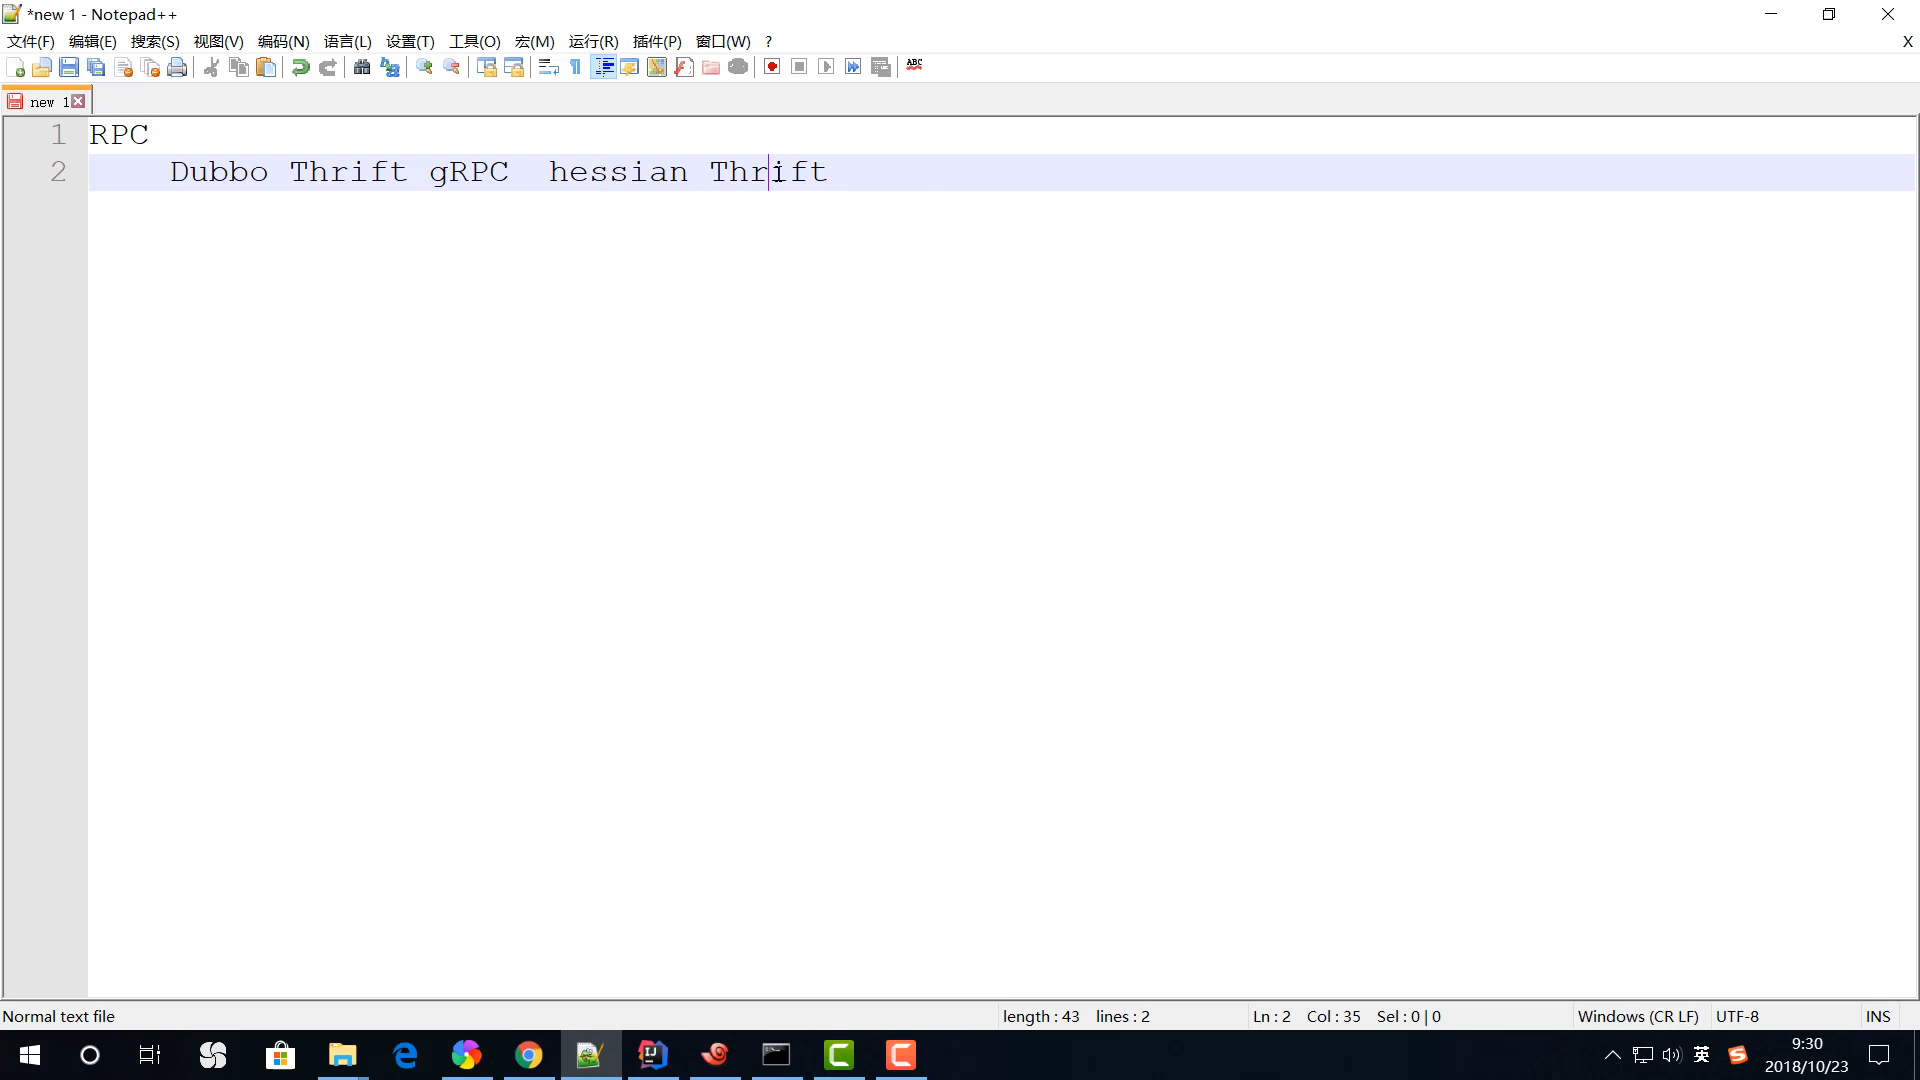 *new 1 - Notepad++
文件(F) 编辑(E) 搜索(S) 视图(V) 编码(N) 语言(L) 设置(T) 工具(O) 宏(M) 运行(R) 插件(P) 窗口(W) ? X
ABC
new 1
1 RPC
2 Dubbo Thrift gRPC hessian Thrift
Normal text file length : 43 lines : 2 Ln : 2 Col : 35 Sel : 0 | 0 Windows (CR LF) UTF-8 INS
英 9:30
2018/10/23